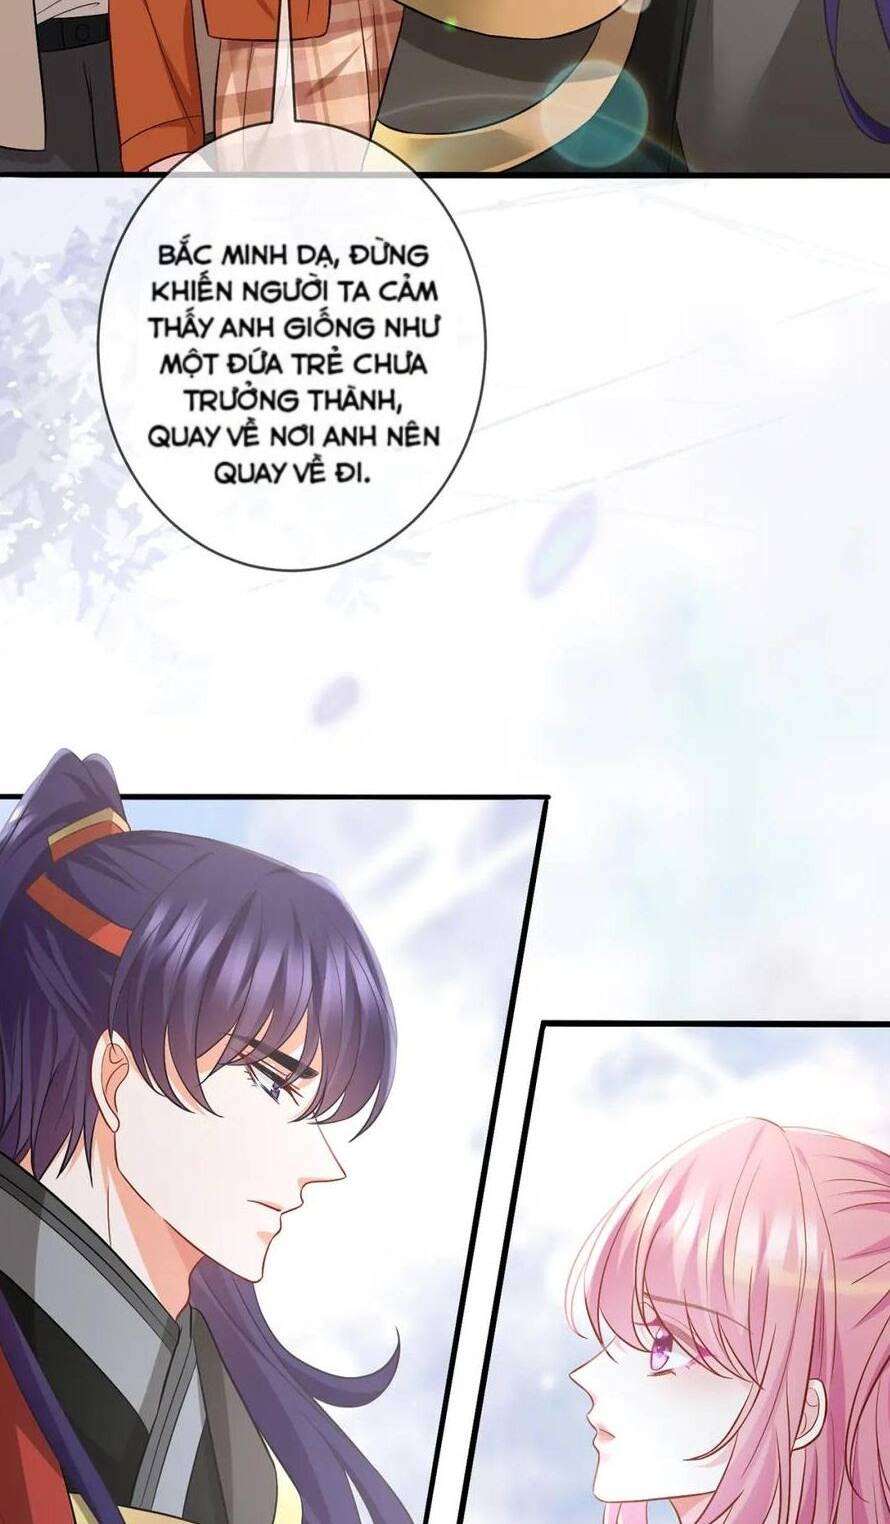 BẮC MINH DẠ, ĐỪNG
KHIẾN NGƯỜI TA CẢM
THẤY ANH GIỐNG NHƯ
MỘT ĐỨA TRẺ CHƯA
TRƯỞNG THÀNH,
QUAY VỀ NƠI ANH NÊN
QUAY VỀ ĐI.